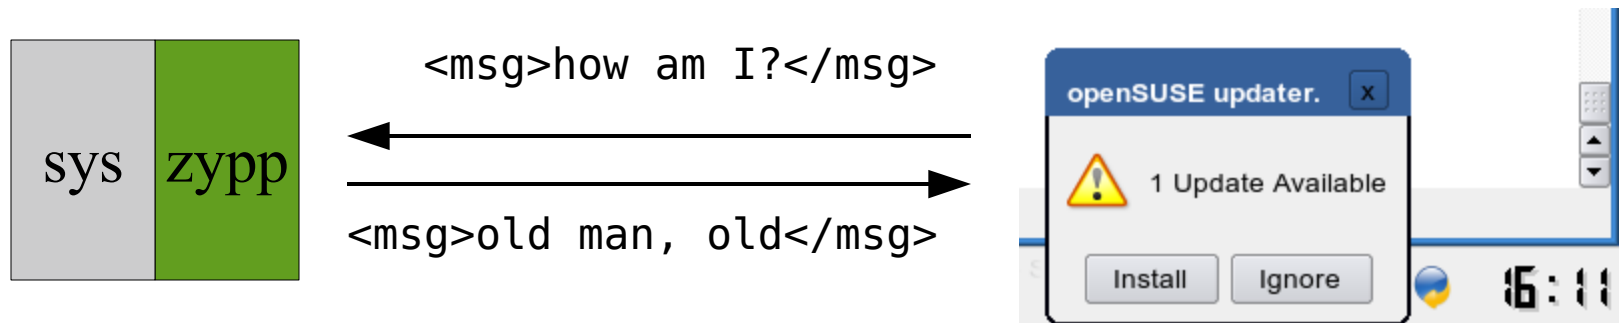 <msg>how am I?</msg>
sys zypp
<msg>old man, old</msg>
openSUSE updater. x
1 Update Available
Install Ignore
16:11